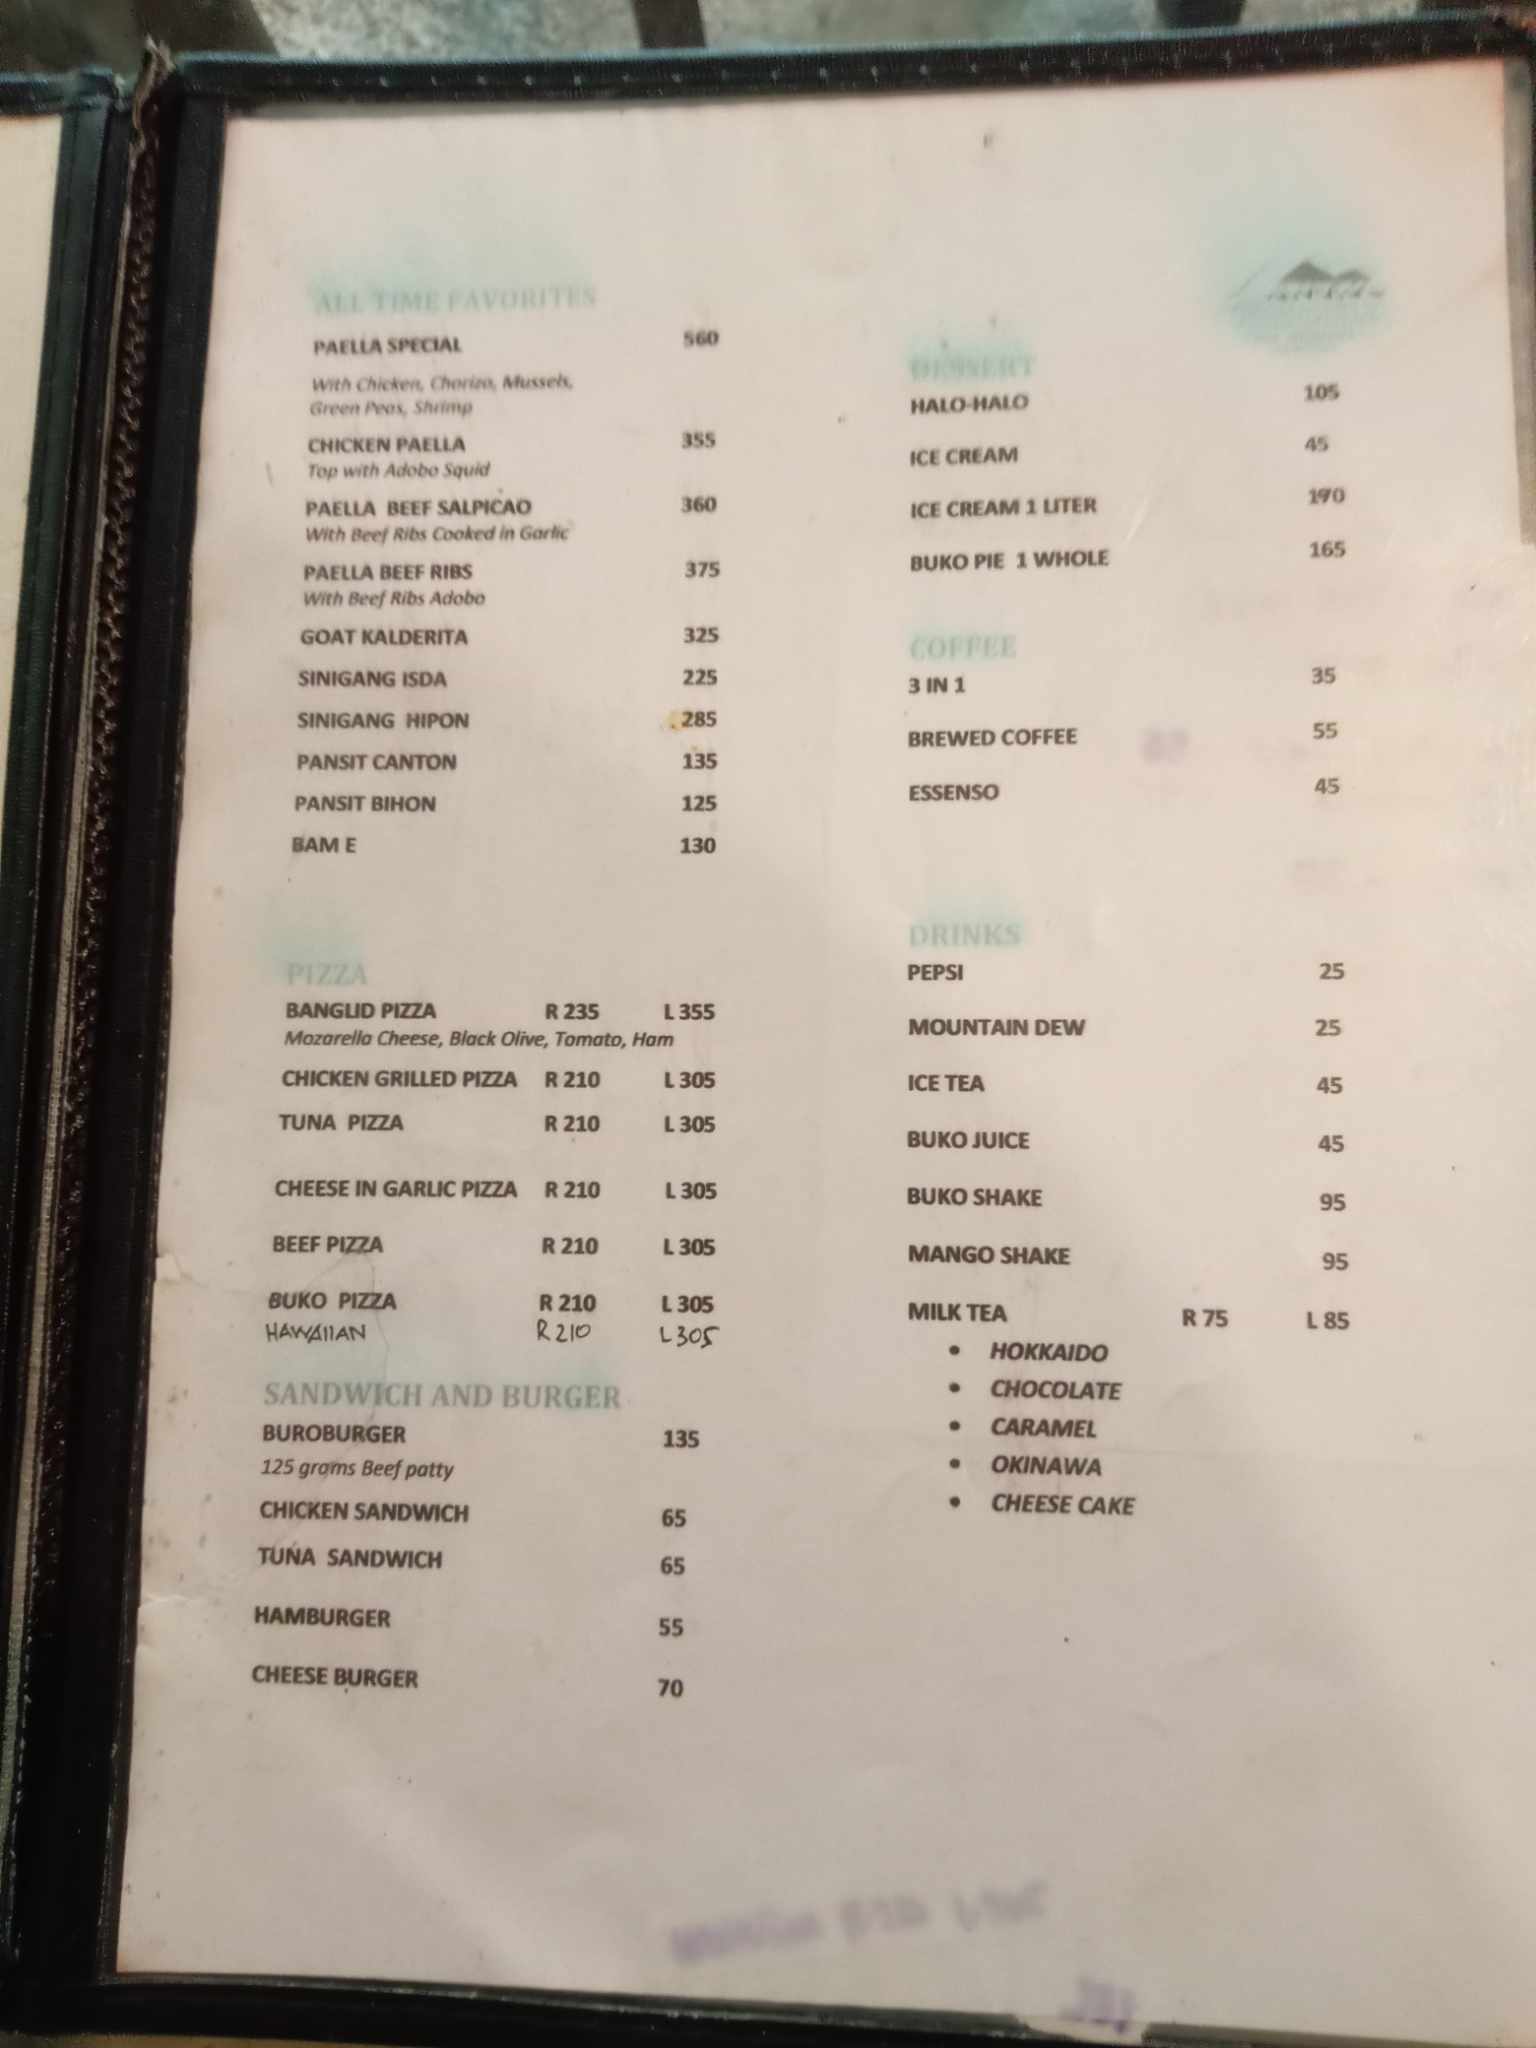 ALL TIME FAVORITES
PAELLA SPECIAL 560
With Chicken, Chorizo, Mussels,
Green Peas, Shrimp
CHICKEN PAELLA 355
Top with Adobo Squid
PAELLA BEEF SALPICAO 360
With Beef Ribs Cooked in Garlic
PAELLA BEEF RIBS 375
With Beef Ribs Adobo
GOAT KALDERITA 325
SINIGANG ISDA 225
SINIGANG HIPON 285
PANSIT CANTON 135
PANSIT BIHON 125
BAM E 130
PIZZA
BANGLID PIZZA R 235 L 355
Mozarella Cheese, Black Olive, Tomato, Ham
CHICKEN GRILLED PIZZA R 210 L 305
TUNA PIZZA R 210 L 305
CHEESE IN GARLIC PIZZA R 210 L 305
BEEF PIZZA R 210 L 305
BUKO PIZZA R 210 L 305
HAWAIIAN R 210 L 305
SANDWICH AND BURGER
BUROBURGER 135
125 grams Beef patty
CHICKEN SANDWICH 65
TUNA SANDWICH 65
HAMBURGER 55
CHEESE BURGER 70
DESSERT
HALO-HALO 105
ICE CREAM 45
ICE CREAM 1 LITER 190
BUKO PIE 1 WHOLE 165
COFFEE
3 IN 1 35
BREWED COFFEE 55
ESSENSO 45
DRINKS
PEPSI 25
MOUNTAIN DEW 25
ICE TEA 45
BUKO JUICE 45
BUKO SHAKE 95
MANGO SHAKE 95
MILK TEA R 75 L 85
• HOKKAIDO
• CHOCOLATE
• CARAMEL
• OKINAWA
• CHEESE CAKE